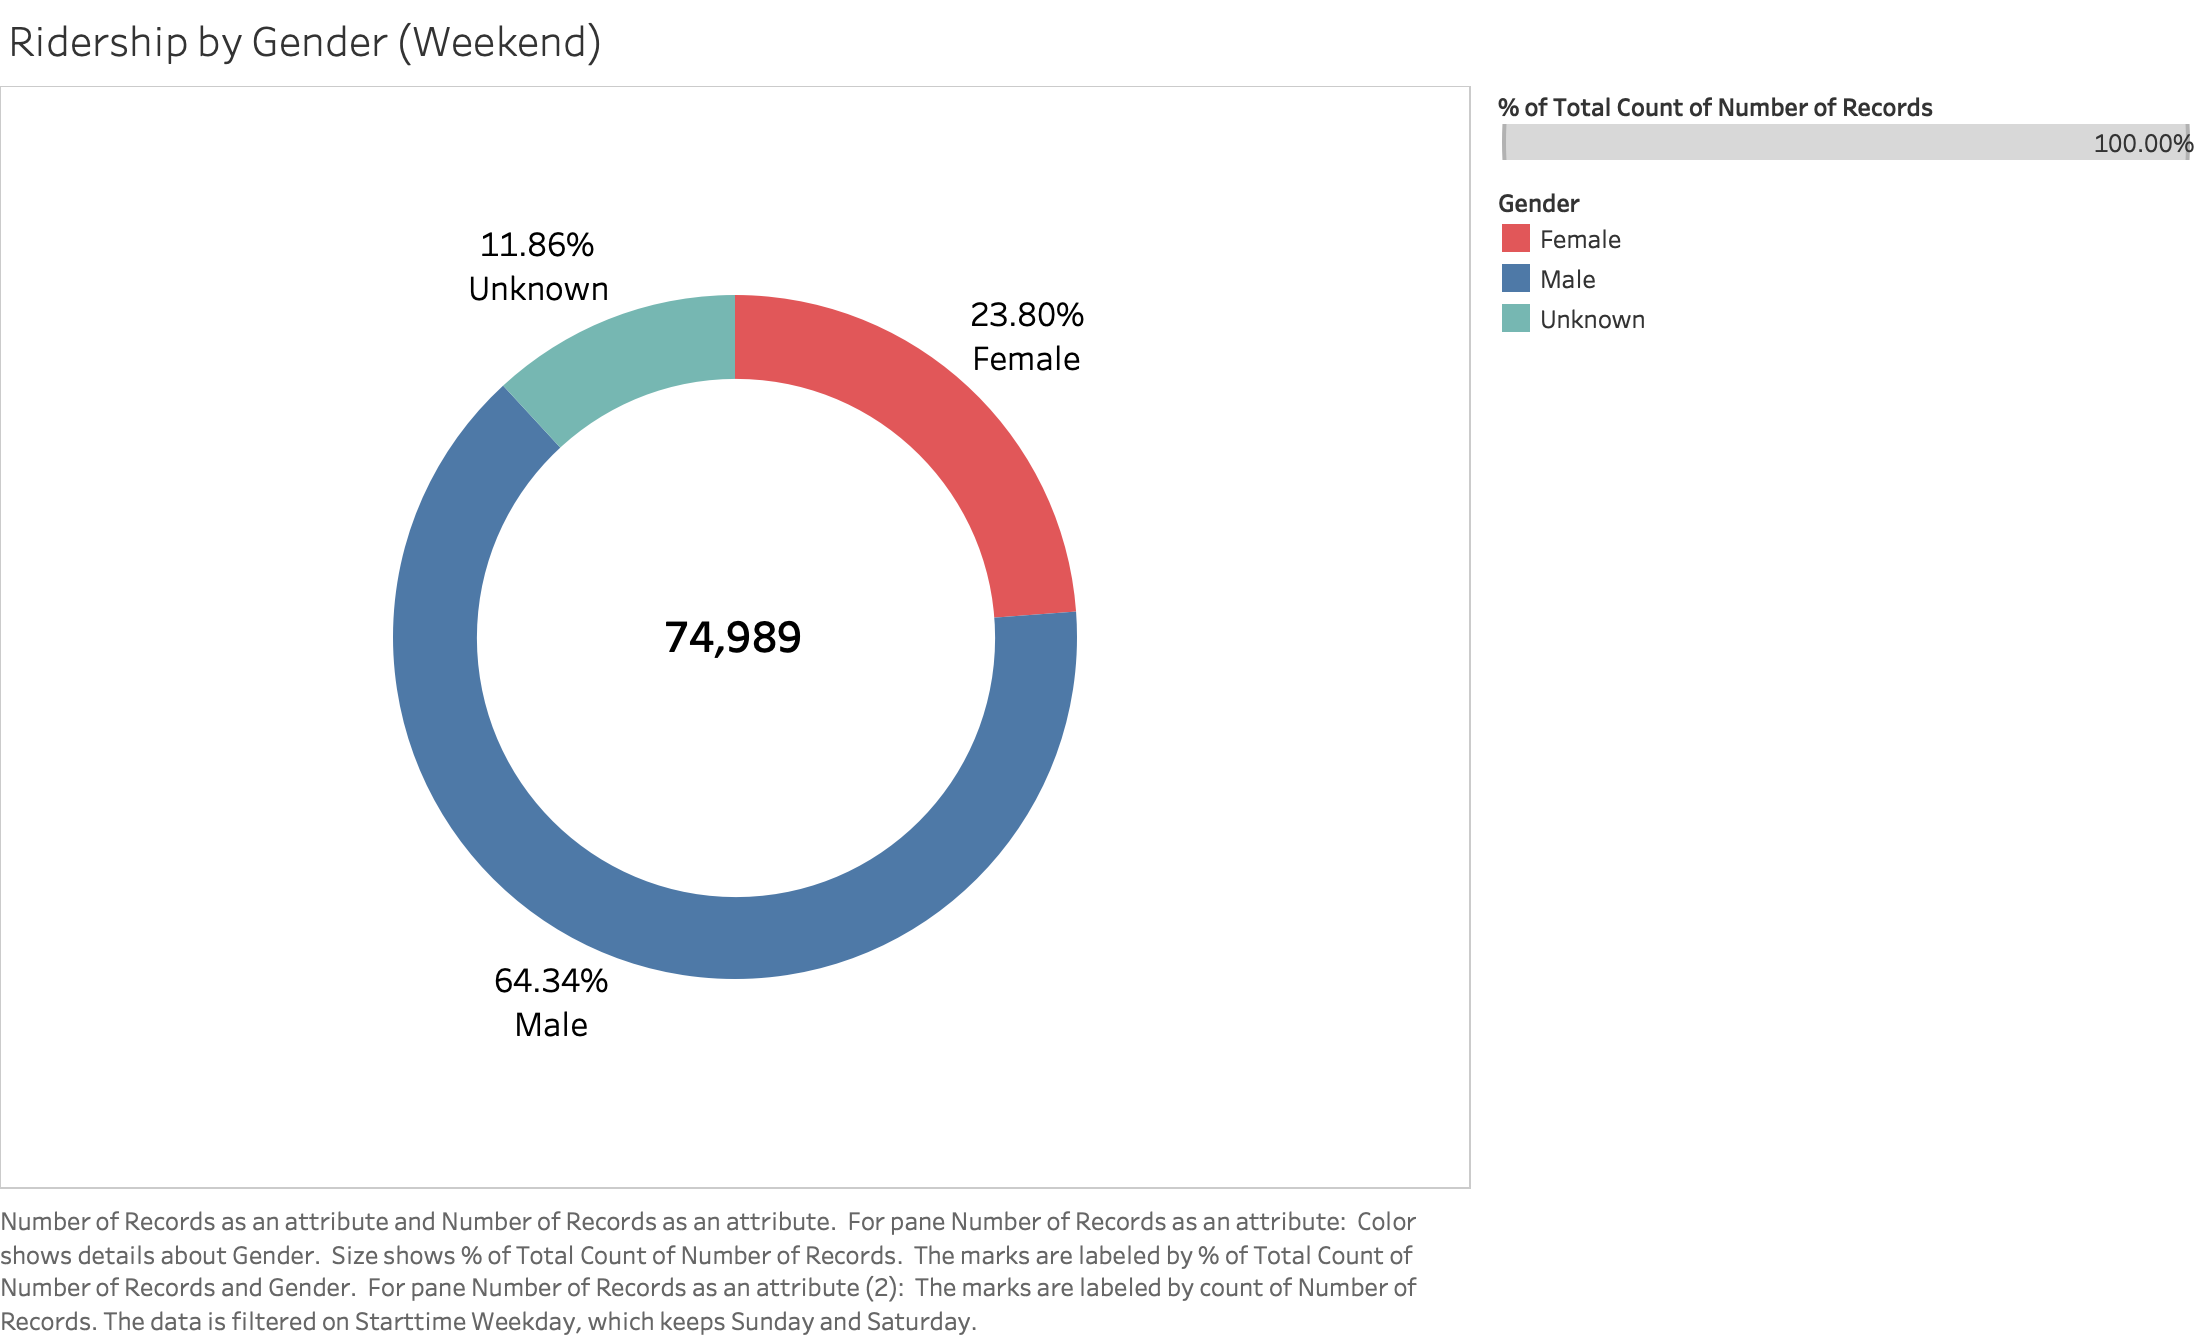 Ridership by Gender (Weekend)
% of Total Count of Number of Records
100.00%
Gender
Female
Male
Unknown
11.86%
Unknown
23.80%
Female
74,989
64.34%
Male
Number of Records as an attribute and Number of Records as an attribute.  For pane Number of Records as an attribute:  Color
shows details about Gender.  Size shows % of Total Count of Number of Records.  The marks are labeled by % of Total Count of
Number of Records and Gender.  For pane Number of Records as an attribute (2):  The marks are labeled by count of Number of
Records. The data is filtered on Starttime Weekday, which keeps Sunday and Saturday.